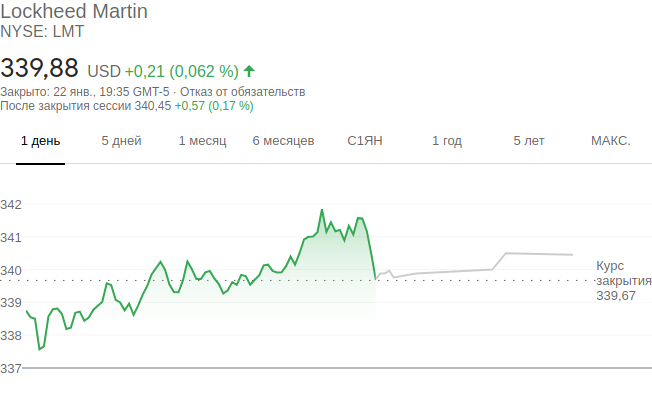 Lockheed Martin
NYSE: LMT
339,88 USD +0,21 (0,062 %)
Закрыто: 22 янв., 19:35 GMT-5 · Отказ от обязательств
После закрытия сессии 340,45 +0,57 (0,17 %)
1 день 5 дней 1 месяц 6 месяцев С1ЯН 1 год 5 лет МАКС.
342
341
340
339
338
337
Курс
закрытия
339,67